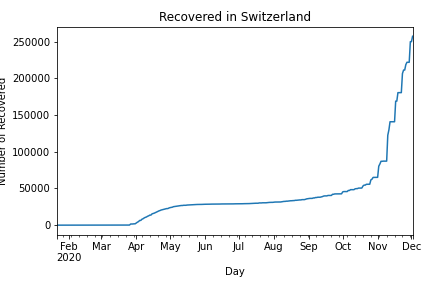 Recovered in Switzerland
250000
200000
150000
100000
50000
0
Number of Recovered
Feb Mar Apr May Jun Jul Aug Sep Oct Nov Dec
2020
Day